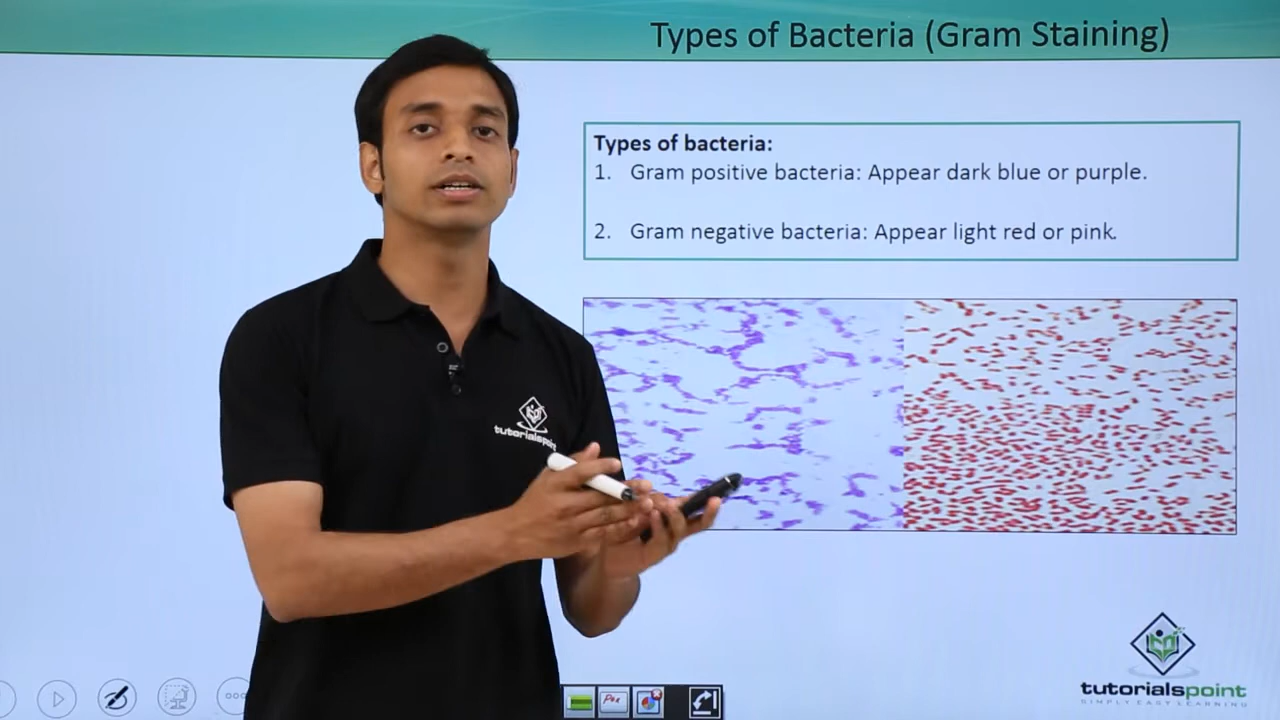 Types of Bacteria (Gram Staining)
Types of bacteria:
1. Gram positive bacteria: Appear dark blue or purple.
2. Gram negative bacteria: Appear light red or pink.
tutorialspoint
tutorialspoint
SIMPLY EASY LEARNING